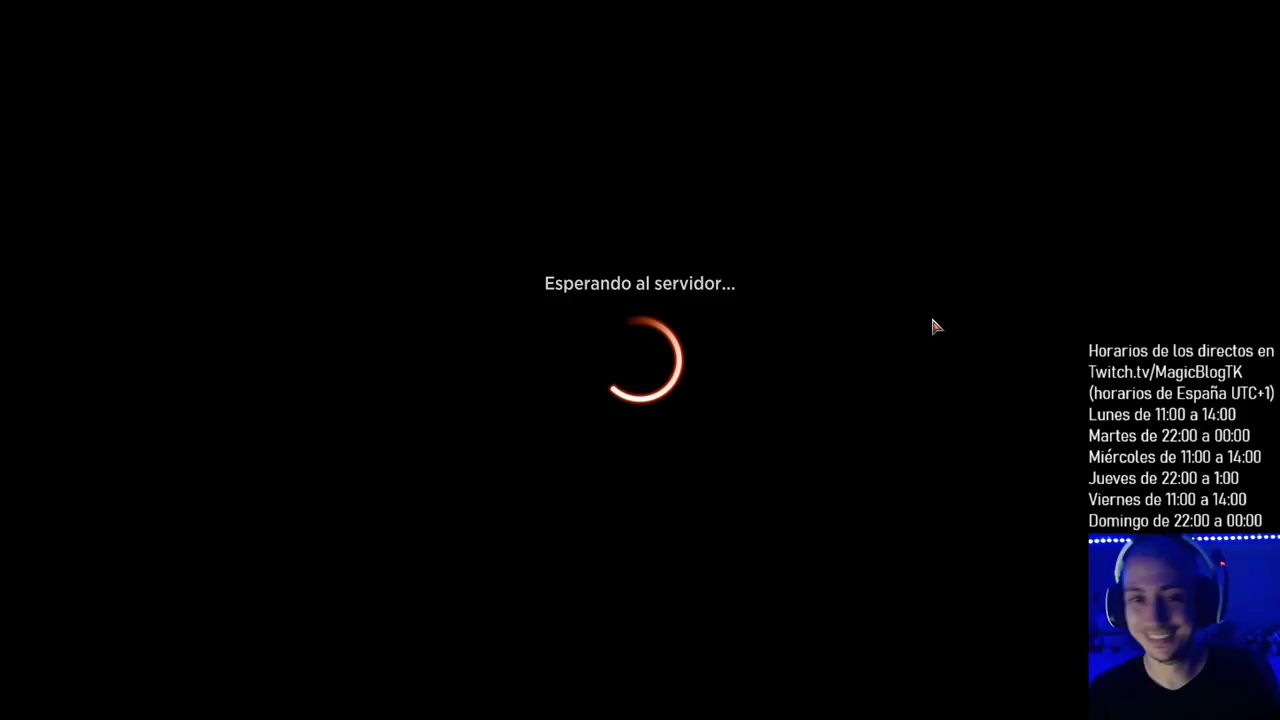 Esperando al servidor...
Horarios de los directos en
Twitch.tv/MagicBlogTK
(horarios de España UTC+1)
Lunes de 11:00 a 14:00
Martes de 22:00 a 00:00
Miércoles de 11:00 a 14:00
Jueves de 22:00 a 1:00
Viernes de 11:00 a 14:00
Domingo de 22:00 a 00:00